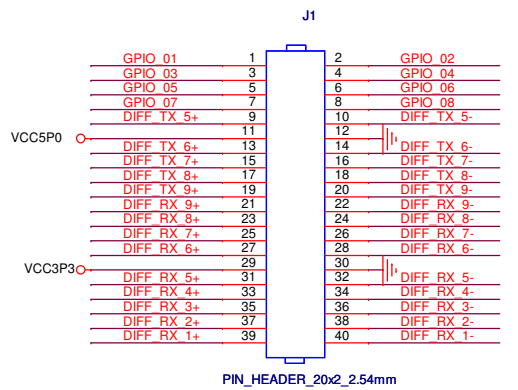 J1
GPIO_01 1 2 GPIO_02
GPIO_03 3 4 GPIO_04
GPIO_05 5 6 GPIO_06
GPIO_07 7 8 GPIO_08
DIFF_TX_5+ 9 10 DIFF_TX_5-
VCC5P0 11 12
DIFF_TX_6+ 13 14 DIFF_TX_6-
DIFF_TX_7+ 15 16 DIFF_TX_7-
DIFF_TX_8+ 17 18 DIFF_TX_8-
DIFF_TX_9+ 19 20 DIFF_TX_9-
DIFF_RX_9+ 21 22 DIFF_RX_9-
DIFF_RX_8+ 23 24 DIFF_RX_8-
DIFF_RX_7+ 25 26 DIFF_RX_7-
DIFF_RX_6+ 27 28 DIFF_RX_6-
VCC3P3 29 30
DIFF_RX_5+ 31 32 DIFF_RX_5-
DIFF_RX_4+ 33 34 DIFF_RX_4-
DIFF_RX_3+ 35 36 DIFF_RX_3-
DIFF_RX_2+ 37 38 DIFF_RX_2-
DIFF_RX_1+ 39 40 DIFF_RX_1-
PIN_HEADER_20x2_2.54mm